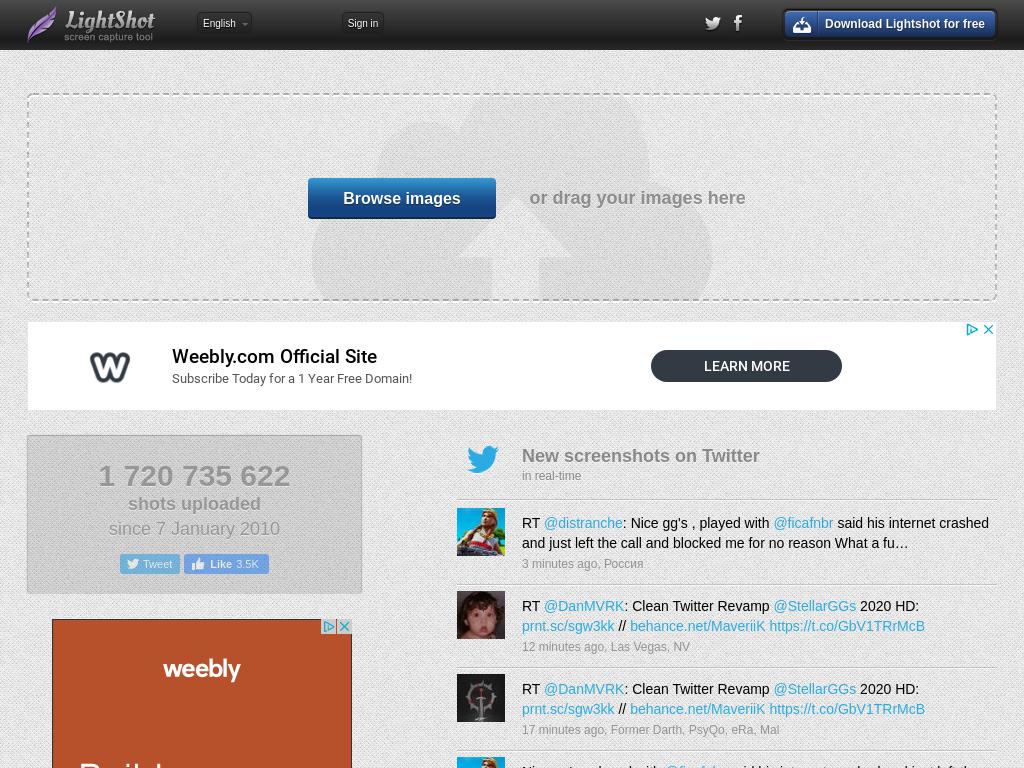 LightShot
screen capture tool
English
Sign in
Download Lightshot for free
Browse images
or drag your images here
Weebly.com Official Site
Subscribe Today for a 1 Year Free Domain!
LEARN MORE
1 720 735 622
shots uploaded
since 7 January 2010
Tweet
Like 3.5K
weebly
New screenshots on Twitter
in real-time
RT @distranche: Nice gg's , played with @ficafnbr said his internet crashed
and just left the call and blocked me for no reason What a fu…
3 minutes ago, Россия
RT @DanMVRK: Clean Twitter Revamp @StellarGGs 2020 HD:
prnt.sc/sgw3kk // behance.net/MaveriiK https://t.co/GbV1TRrMcB
12 minutes ago, Las Vegas, NV
RT @DanMVRK: Clean Twitter Revamp @StellarGGs 2020 HD:
prnt.sc/sgw3kk // behance.net/MaveriiK https://t.co/GbV1TRrMcB
17 minutes ago, Former Darth, PsyQo, eRa, Mal